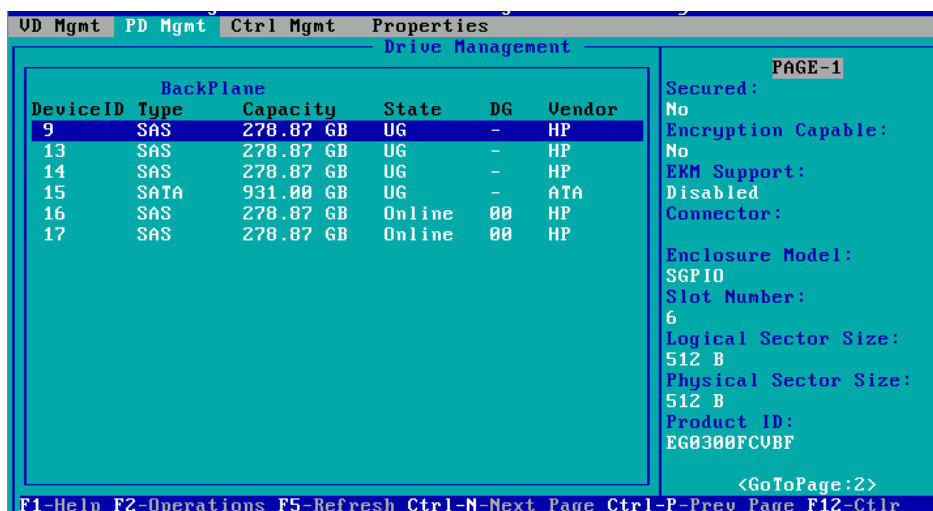 VD Mgmt PD Mgmt Ctrl Mgmt Properties
Drive Management
BackPlane
DeviceID Type Capacity State DG Vendor
9 SAS 278.87 GB UG - HP
13 SAS 278.87 GB UG - HP
14 SAS 278.87 GB UG - HP
15 SATA 931.00 GB UG - ATA
16 SAS 278.87 GB Online 00 HP
17 SAS 278.87 GB Online 00 HP
PAGE-1
Secured:
No
Encryption Capable:
No
EKM Support:
Disabled
Connector:
Enclosure Model:
SGPIO
Slot Number:
6
Logical Sector Size:
512 B
Physical Sector Size:
512 B
Product ID:
EG0300FCVBF
<GoToPage:2>
F1-Help F2-Operations F5-Refresh Ctrl-N-Next Page Ctrl-P-Prev Page F12-Ctlr